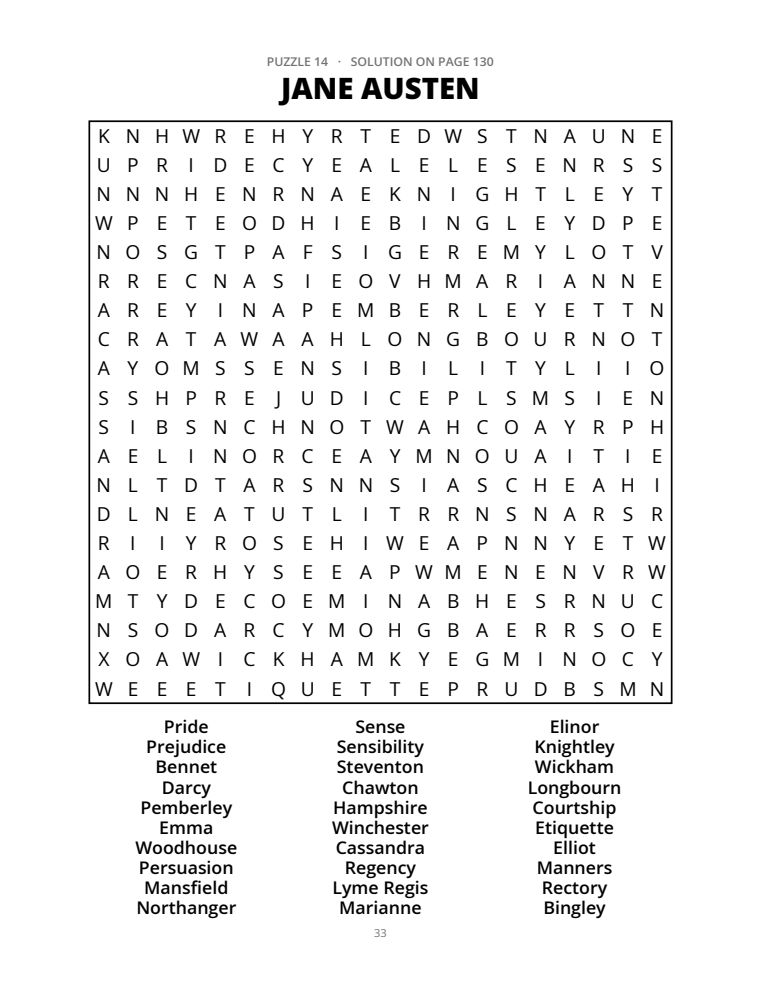 PUZZLE 14 · SOLUTION ON PAGE 130
JANE AUSTEN
K N H W R E H Y R T E D W S T N A U N E
U P R I D E C Y E A L E L E S E N R S S
N N N H E N R N A E K N I G H T L E Y T
W P E T E O D H I E B I N G L E Y D P E
N O S G T P A F S I G E R E M Y L O T V
R R E C N A S I E O V H M A R I A N N E
A R E Y I N A P E M B E R L E Y E T T N
C R A T A W A A H L O N G B O U R N O T
A Y O M S S E N S I B I L I T Y L I I O
S S H P R E J U D I C E P L S M S I E N
S I B S N C H N O T W A H C O A Y R P H
A E L I N O R C E A Y M N O U A I T I E
N L T D T A R S N N S I A S C H E A H I
D L N E A T U T L I T R R N S N A R S R
R I I Y R O S E H I W E A P N N Y E T W
A O E R H Y S E E A P W M E N E N V R W
M T Y D E C O E M I N A B H E S R N U C
N S O D A R C Y M O H G B A E R R S O E
X O A W I C K H A M K Y E G M I N O C Y
W E E E T I Q U E T T E P R U D B S M N
Pride Sense Elinor
Prejudice Sensibility Knightley
Bennet Steventon Wickham
Darcy Chawton Longbourn
Pemberley Hampshire Courtship
Emma Winchester Etiquette
Woodhouse Cassandra Elliot
Persuasion Regency Manners
Mansfield Lyme Regis Rectory
Northanger Marianne Bingley
33